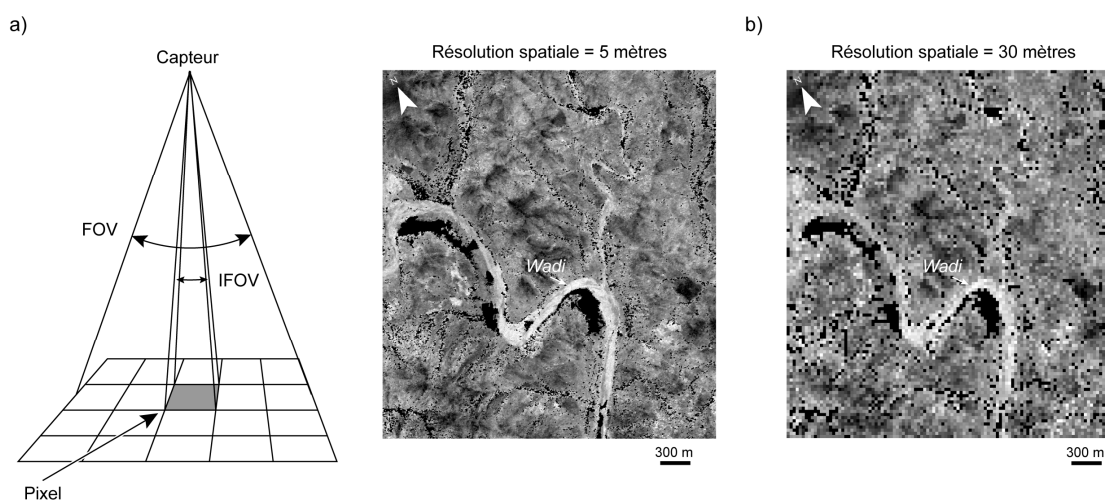 a)
Capteur
FOV
IFOV
Pixel
Résolution spatiale = 5 mètres
N
Wadi
300 m
b)
Résolution spatiale = 30 mètres
N
Wadi
300 m